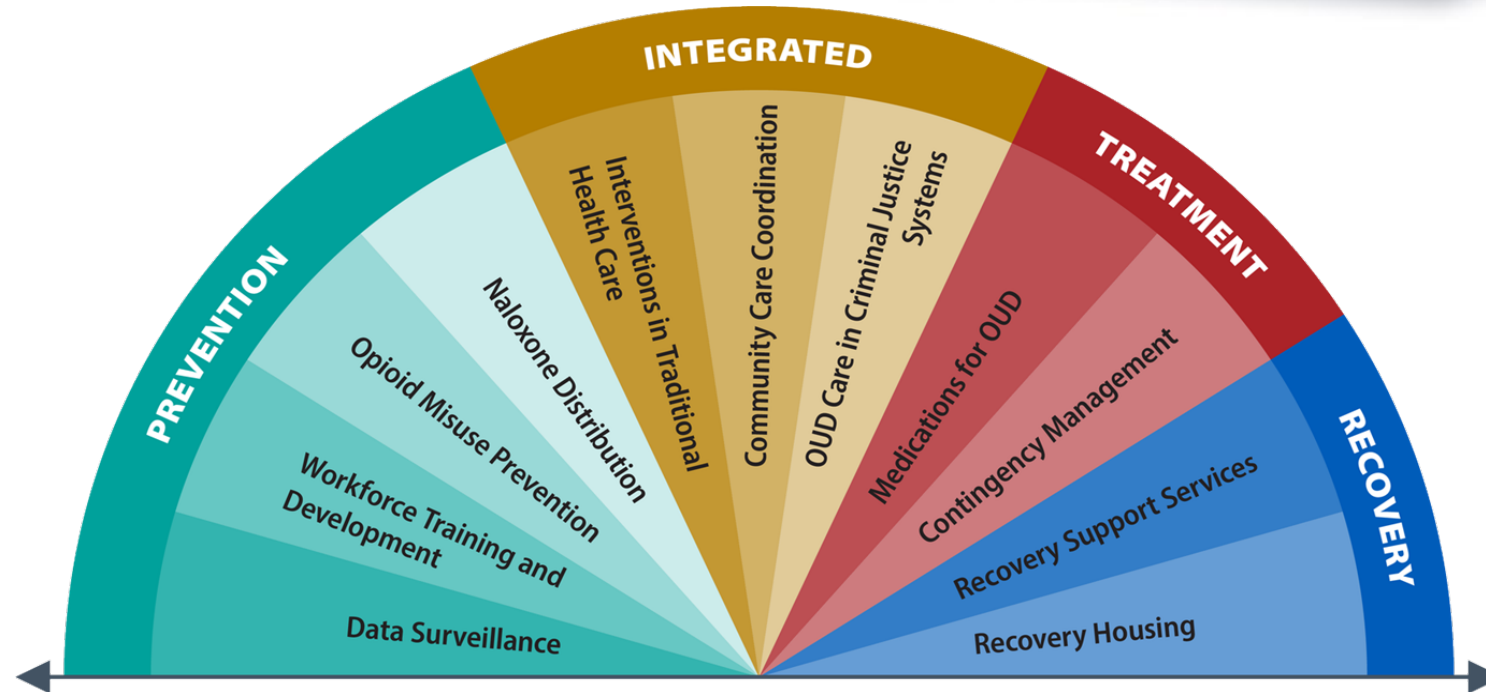 PREVENTION
Data Surveillance
Workforce Training and
Development
Opioid Misuse Prevention
Naloxone Distribution
INTEGRATED
Interventions in Traditional
Health Care
Community Care Coordination
OUD Care in Criminal Justice
Systems
TREATMENT
Medications for OUD
Contingency Management
RECOVERY
Recovery Support Services
Recovery Housing